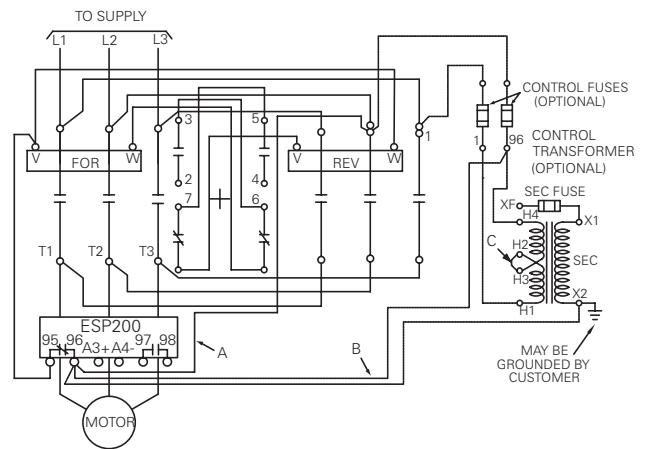 TO SUPPLY
L1 L2 L3
CONTROL FUSES
(OPTIONAL)
3 5
1
1 96
CONTROL
TRANSFORMER
(OPTIONAL)
V FOR W
V REV W
2 4
7 6
SEC FUSE
XF
H4 X1
C
H2
H3
SEC
H1 X2
T1 T2 T3
ESP200
95 96 A3+ A4- 97 98
A
B
MAY BE
GROUNDED BY
CUSTOMER
MOTOR